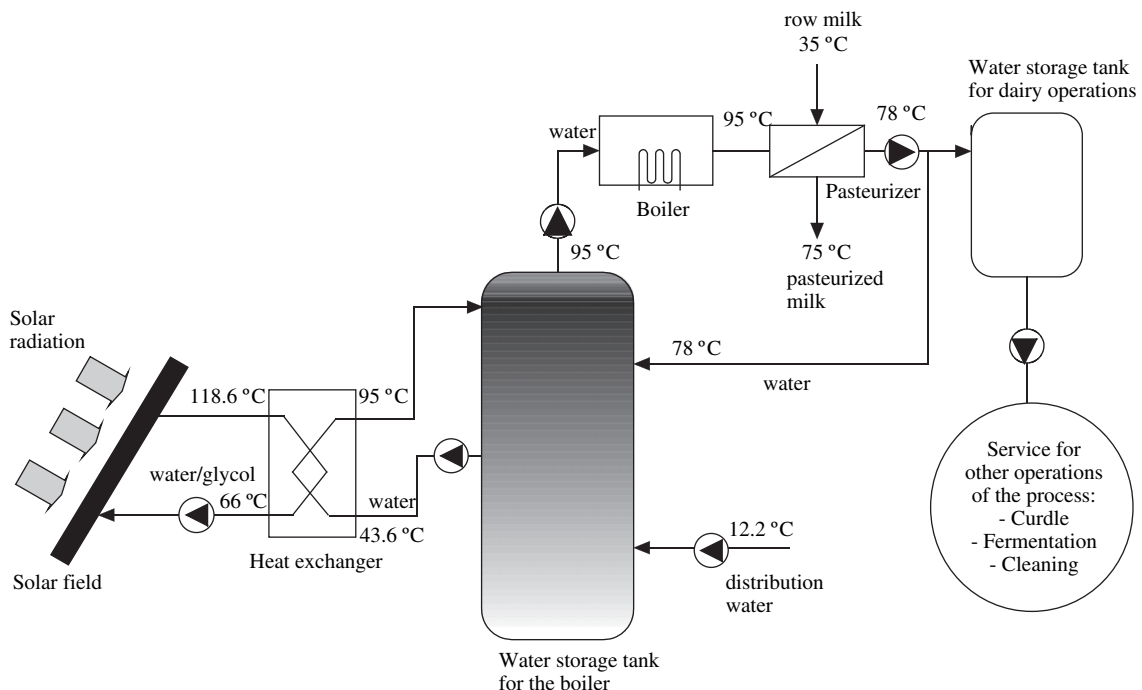 row milk
35 ºC
Water storage tank
for dairy operations
95 ºC
78 ºC
water
Boiler
Pasteurizer
95 ºC
75 ºC
pasteurized
milk
Solar
radiation
78 ºC
water
118.6 ºC
95 ºC
water/glycol
66 ºC
water
43.6 ºC
Heat exchanger
Solar field
12.2 ºC
distribution
water
Service for
other operations
of the process:
- Curdle
- Fermentation
- Cleaning
Water storage tank
for the boiler